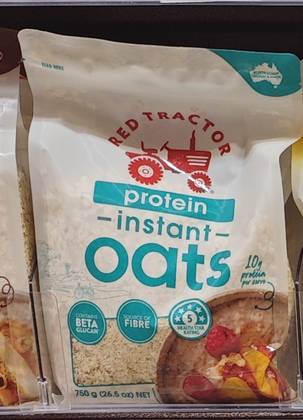 RED TRACTOR
protein
instant
oats
10g
protein
per serve
CONTAINS
BETA
GLUCAN
SOURCE OF
FIBRE
5
HEALTH STAR
RATING
750 g (26.5 oz) NET